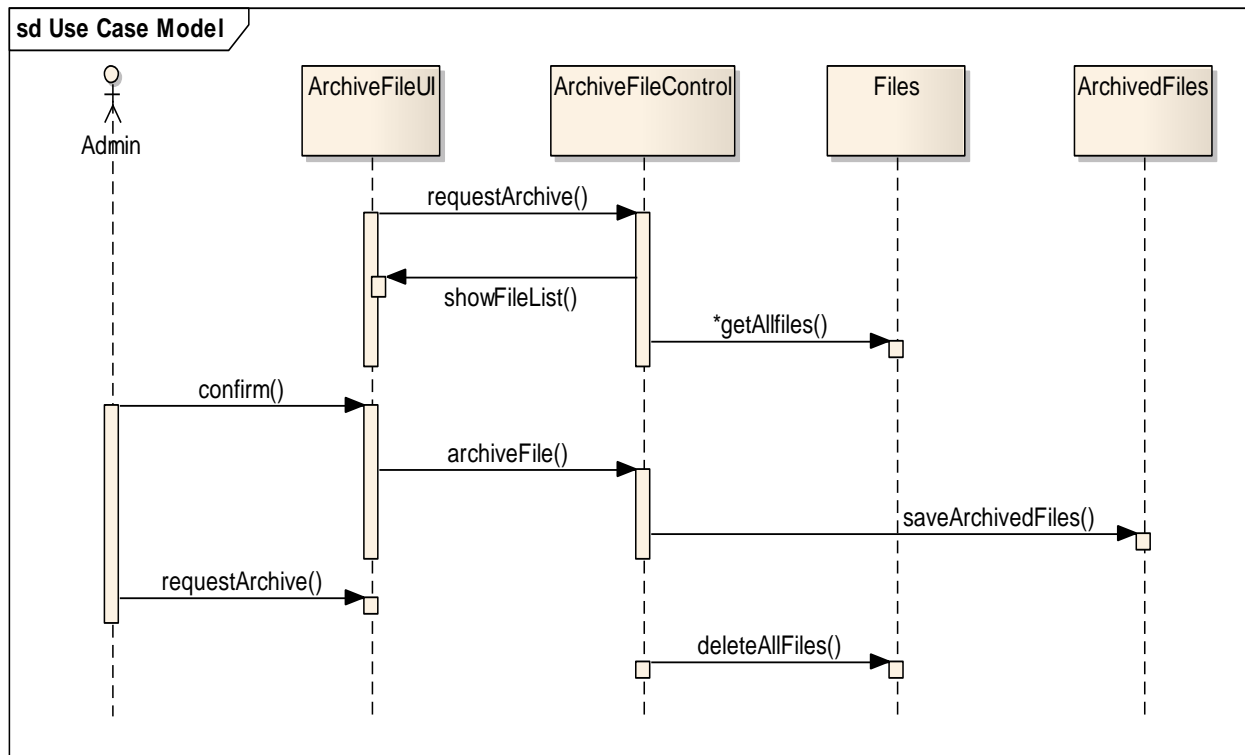 sd Use Case Model
Admin
ArchiveFileUI
ArchiveFileControl
Files
ArchivedFiles
requestArchive()
showFileList()
*getAllfiles()
confirm()
archiveFile()
saveArchivedFiles()
requestArchive()
deleteAllFiles()